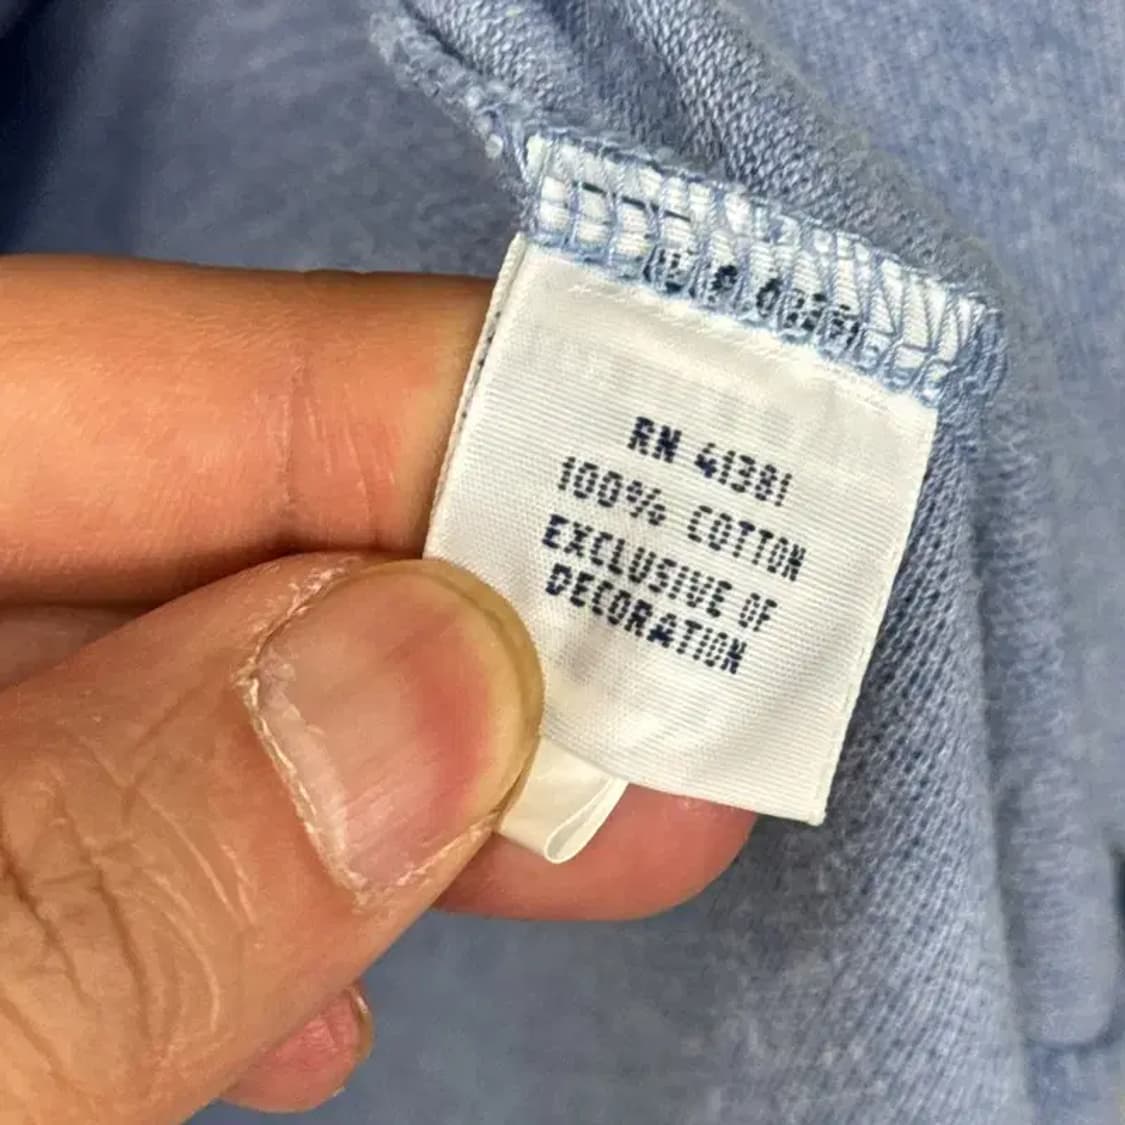 RN 41381
100% COTTON
EXCLUSIVE OF
DECORATION